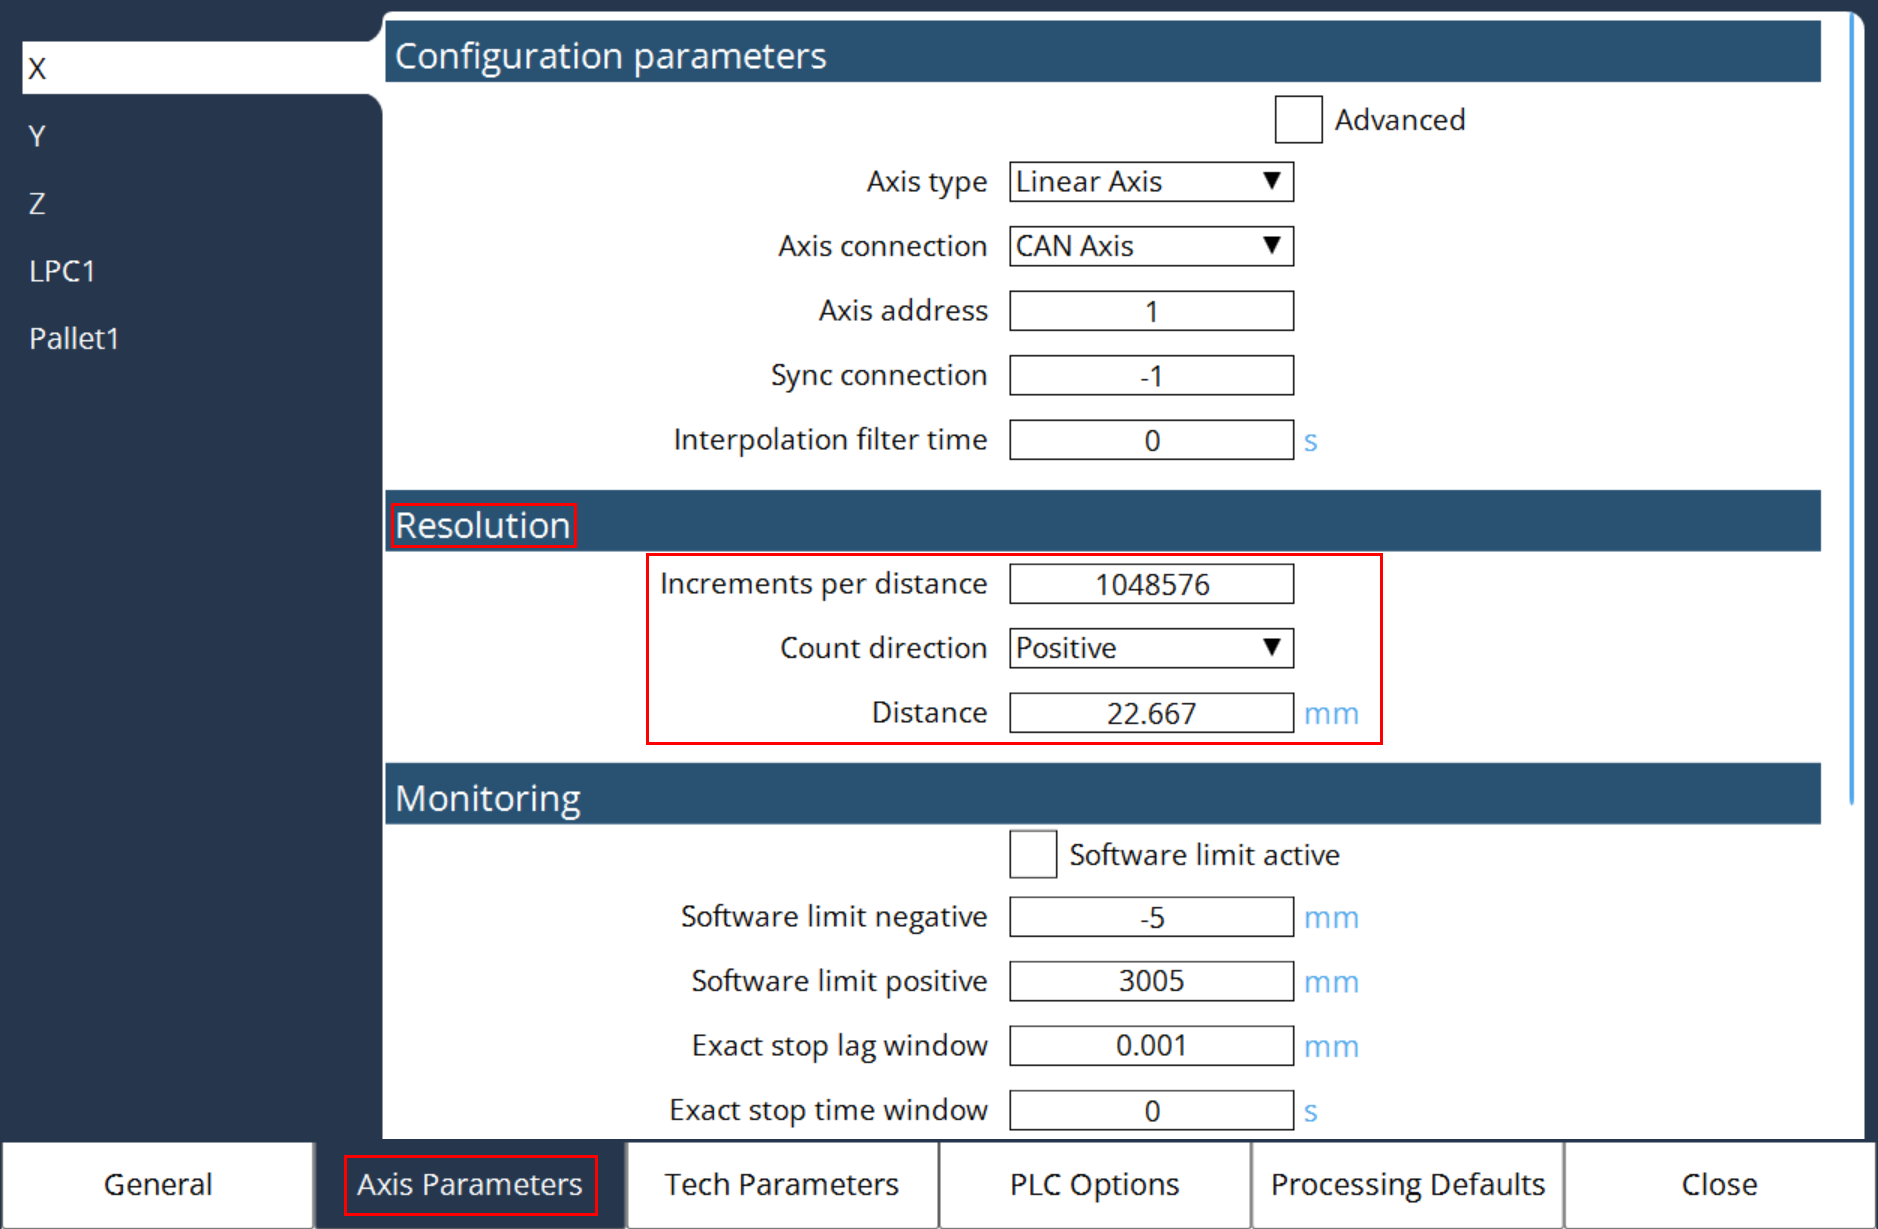 X
Y
Z
LPC1
Pallet1
Configuration parameters
Advanced
Axis type Linear Axis ▼
Axis connection CAN Axis ▼
Axis address 1
Sync connection -1
Interpolation filter time 0 s
Resolution
Increments per distance 1048576
Count direction Positive ▼
Distance 22.667 mm
Monitoring
Software limit active
Software limit negative -5 mm
Software limit positive 3005 mm
Exact stop lag window 0.001 mm
Exact stop time window 0 s
General Axis Parameters Tech Parameters PLC Options Processing Defaults Close